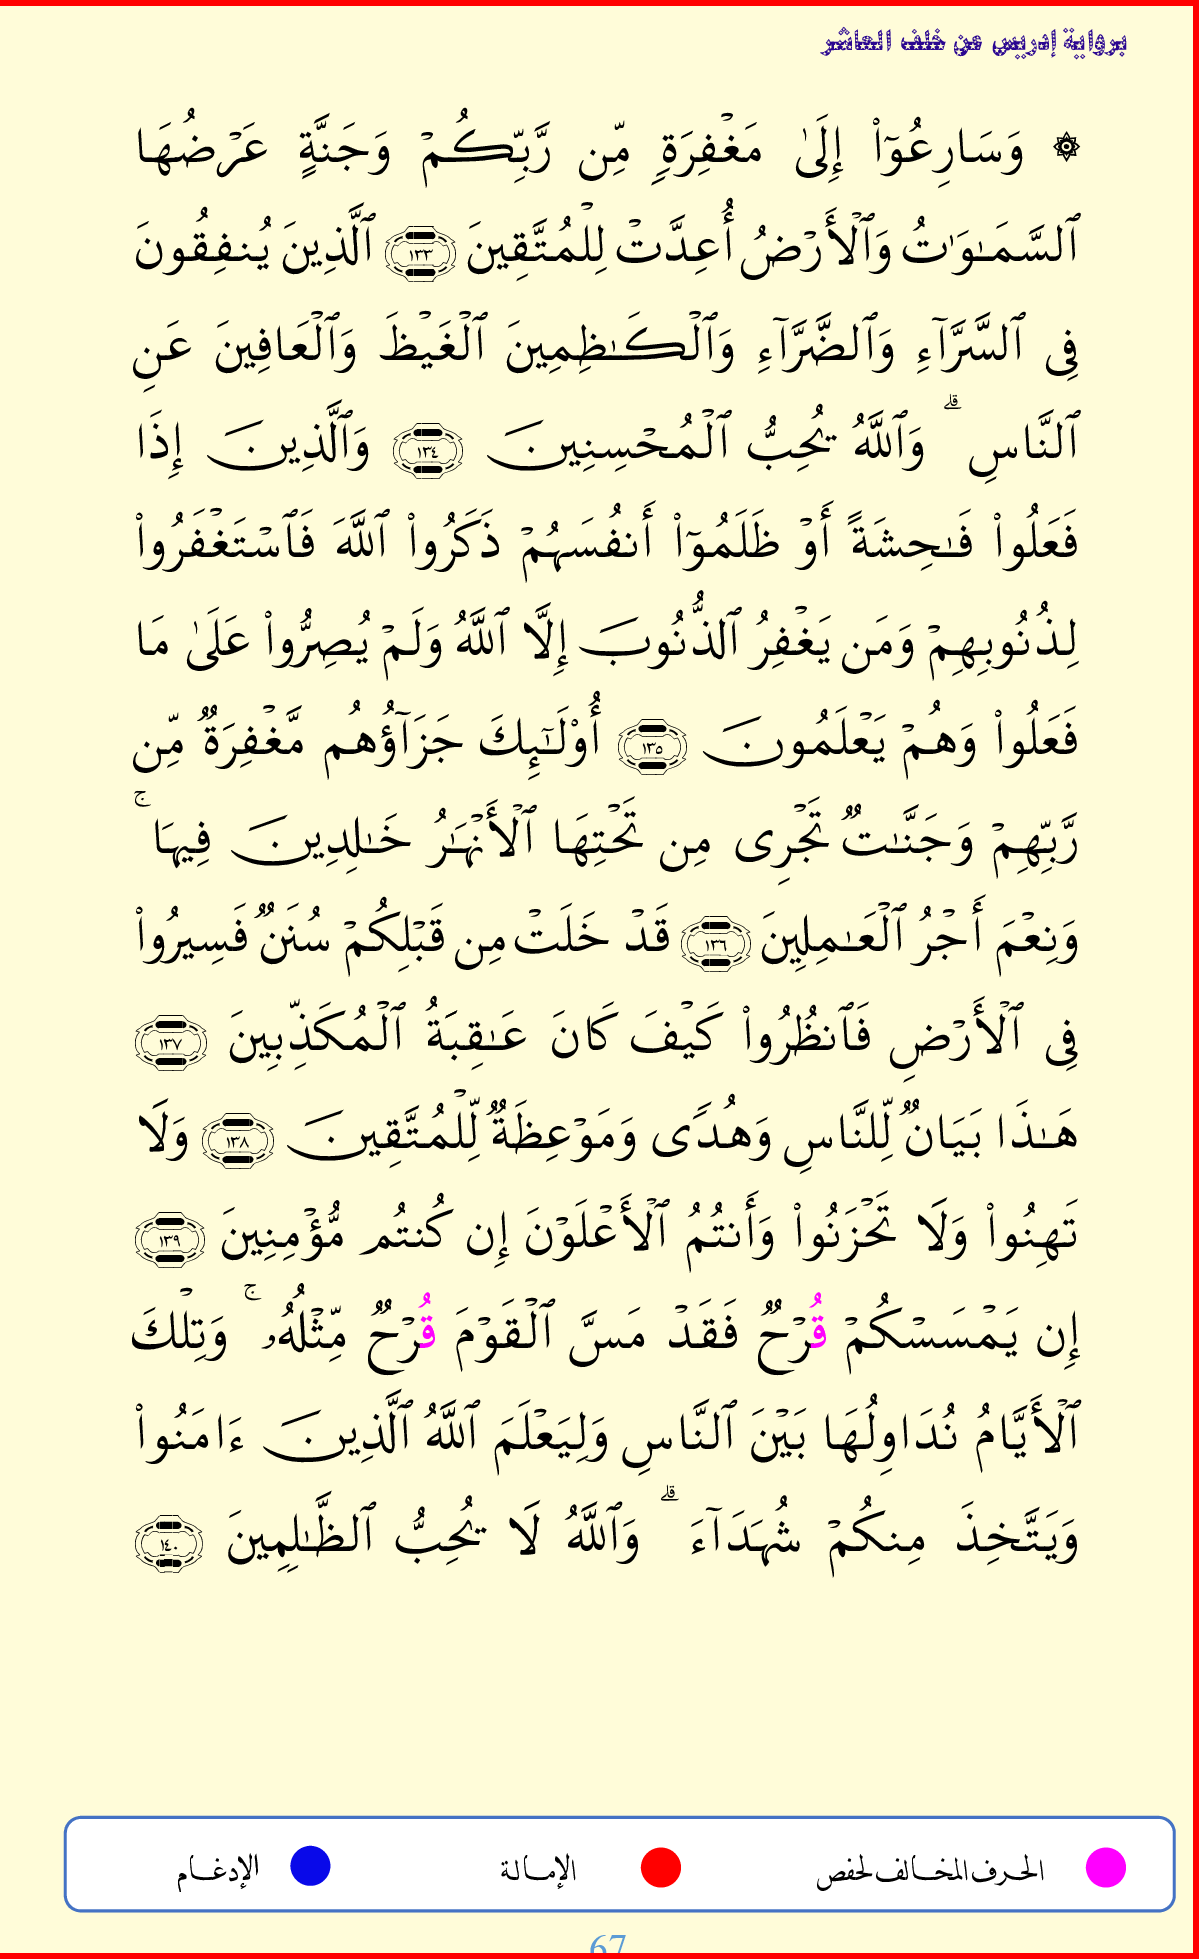 برواية إدريس عن خلف العاشر
۞ وَسَارِعُوٓا۟ إِلَىٰ مَغْفِرَةٍ مِّن رَّبِّكُمْ وَجَنَّةٍ عَرْضُهَا
ٱلسَّمَـٰوَٰتُ وَٱلْأَرْضُ أُعِدَّتْ لِلْمُتَّقِينَ ١٣٣ ٱلَّذِينَ يُنفِقُونَ
فِى ٱلسَّرَّآءِ وَٱلضَّرَّآءِ وَٱلْكَـٰظِمِينَ ٱلْغَيْظَ وَٱلْعَافِينَ عَنِ
ٱلنَّاسِ ۗ وَٱللَّهُ يُحِبُّ ٱلْمُحْسِنِينَ ١٣٤ وَٱلَّذِينَ إِذَا
فَعَلُوا۟ فَـٰحِشَةً أَوْ ظَلَمُوٓا۟ أَنفُسَهُمْ ذَكَرُوا۟ ٱللَّهَ فَٱسْتَغْفَرُوا۟
لِذُنُوبِهِمْ وَمَن يَغْفِرُ ٱلذُّنُوبَ إِلَّا ٱللَّهُ وَلَمْ يُصِرُّوا۟ عَلَىٰ مَا
فَعَلُوا۟ وَهُمْ يَعْلَمُونَ ١٣٥ أُو۟لَـٰٓئِكَ جَزَآؤُهُم مَّغْفِرَةٌ مِّن
رَّبِّهِمْ وَجَنَّـٰتٌ تَجْرِى مِن تَحْتِهَا ٱلْأَنْهَـٰرُ خَـٰلِدِينَ فِيهَا ۚ
وَنِعْمَ أَجْرُ ٱلْعَـٰمِلِينَ ١٣٦ قَدْ خَلَتْ مِن قَبْلِكُمْ سُنَنٌ فَسِيرُوا۟
فِى ٱلْأَرْضِ فَٱنظُرُوا۟ كَيْفَ كَانَ عَـٰقِبَةُ ٱلْمُكَذِّبِينَ ١٣٧
هَـٰذَا بَيَانٌ لِّلنَّاسِ وَهُدًى وَمَوْعِظَةٌ لِّلْمُتَّقِينَ ١٣٨ وَلَا
تَهِنُوا۟ وَلَا تَحْزَنُوا۟ وَأَنتُمُ ٱلْأَعْلَوْنَ إِن كُنتُم مُّؤْمِنِينَ ١٣٩
إِن يَمْسَسْكُمْ قُرْحٌ فَقَدْ مَسَّ ٱلْقَوْمَ قُرْحٌ مِّثْلُهُۥ ۚ وَتِلْكَ
ٱلْأَيَّامُ نُدَاوِلُهَا بَيْنَ ٱلنَّاسِ وَلِيَعْلَمَ ٱللَّهُ ٱلَّذِينَ ءَامَنُوا۟
وَيَتَّخِذَ مِنكُمْ شُهَدَآءَ ۗ وَٱللَّهُ لَا يُحِبُّ ٱلظَّـٰلِمِينَ ١٤٠
الحرف المخالف لحفص الإمالة الإدغام
67